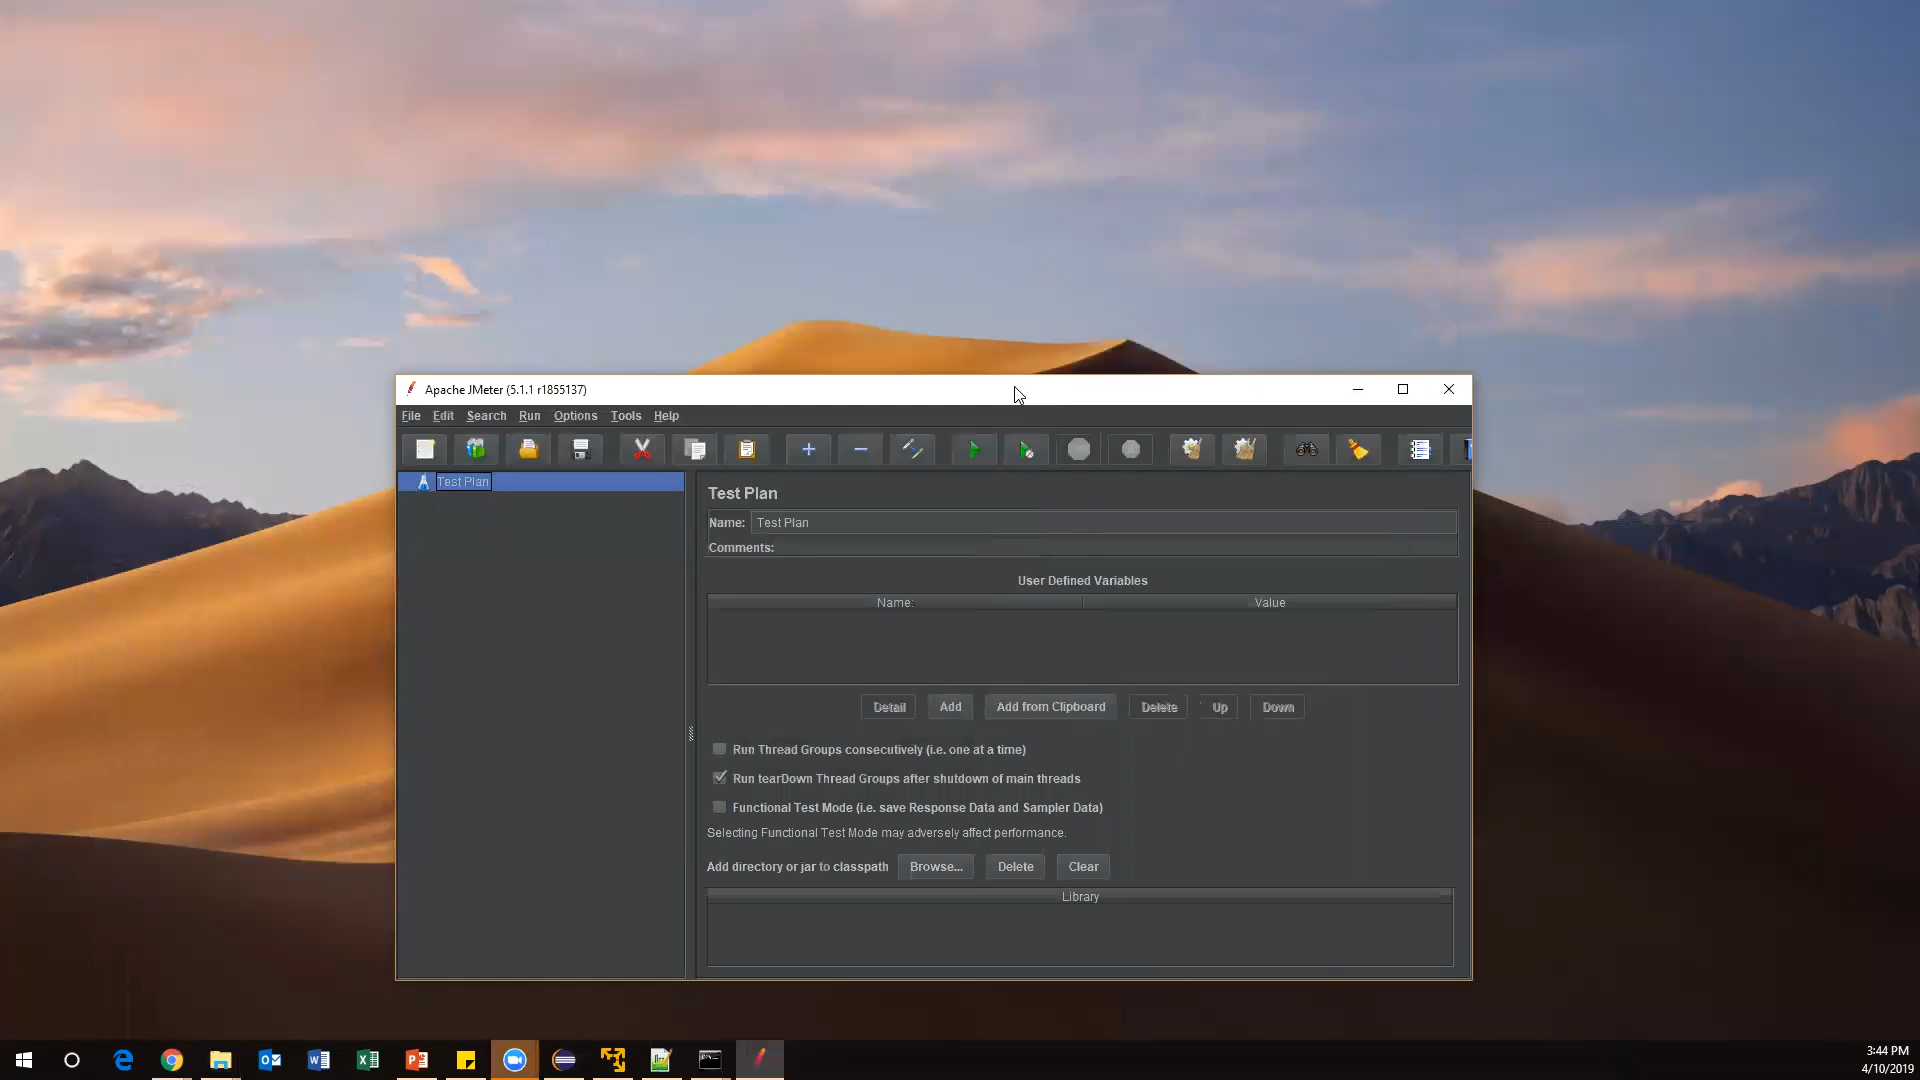 Apache JMeter (5.1.1 r1855137)
File Edit Search Run Options Tools Help
Test Plan
Test Plan
Name: Test Plan
Comments:
User Defined Variables
Name: Value
Detail Add Add from Clipboard Delete Up Down
Run Thread Groups consecutively (i.e. one at a time)
Run tearDown Thread Groups after shutdown of main threads
Functional Test Mode (i.e. save Response Data and Sampler Data)
Selecting Functional Test Mode may adversely affect performance.
Add directory or jar to classpath Browse... Delete Clear
Library
3:44 PM
4/10/2019